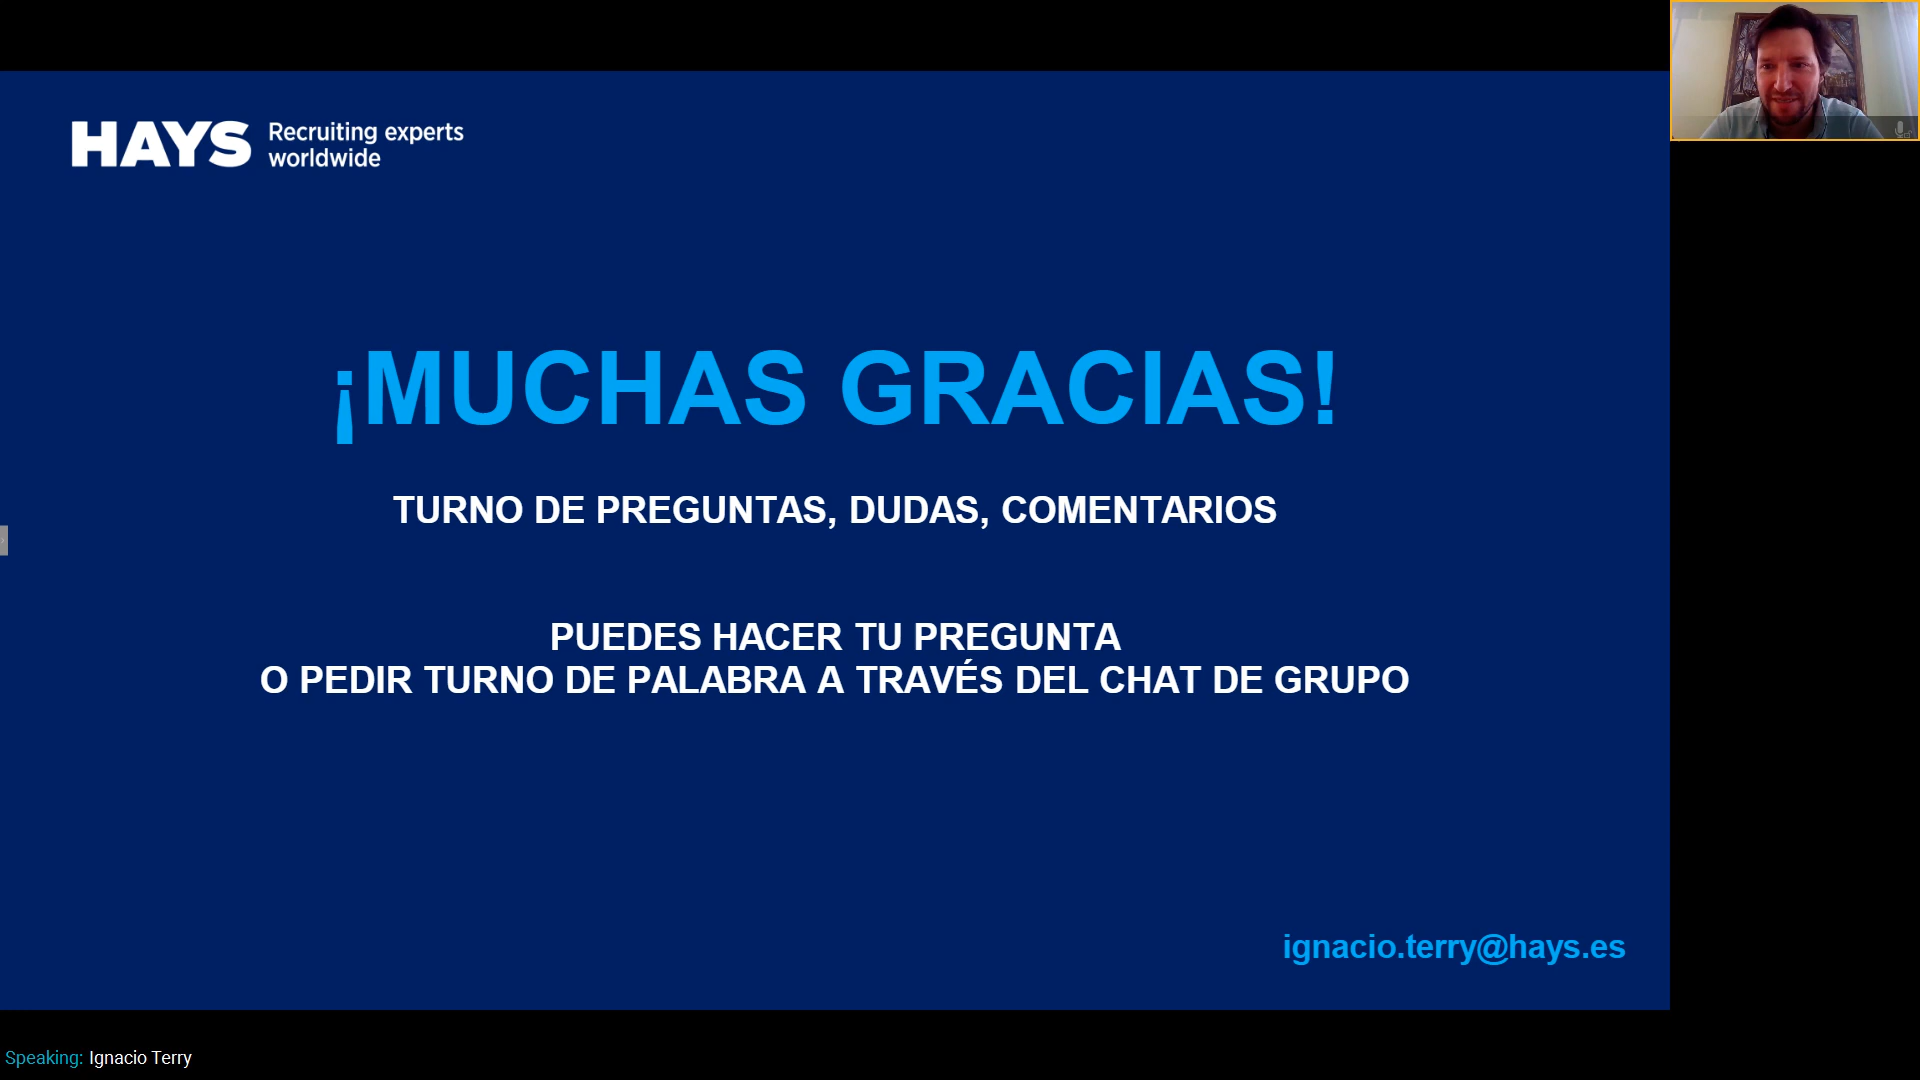 HAYS Recruiting experts
worldwide
¡MUCHAS GRACIAS!
TURNO DE PREGUNTAS, DUDAS, COMENTARIOS
PUEDES HACER TU PREGUNTA
O PEDIR TURNO DE PALABRA A TRAVÉS DEL CHAT DE GRUPO
ignacio.terry@hays.es
Speaking: Ignacio Terry